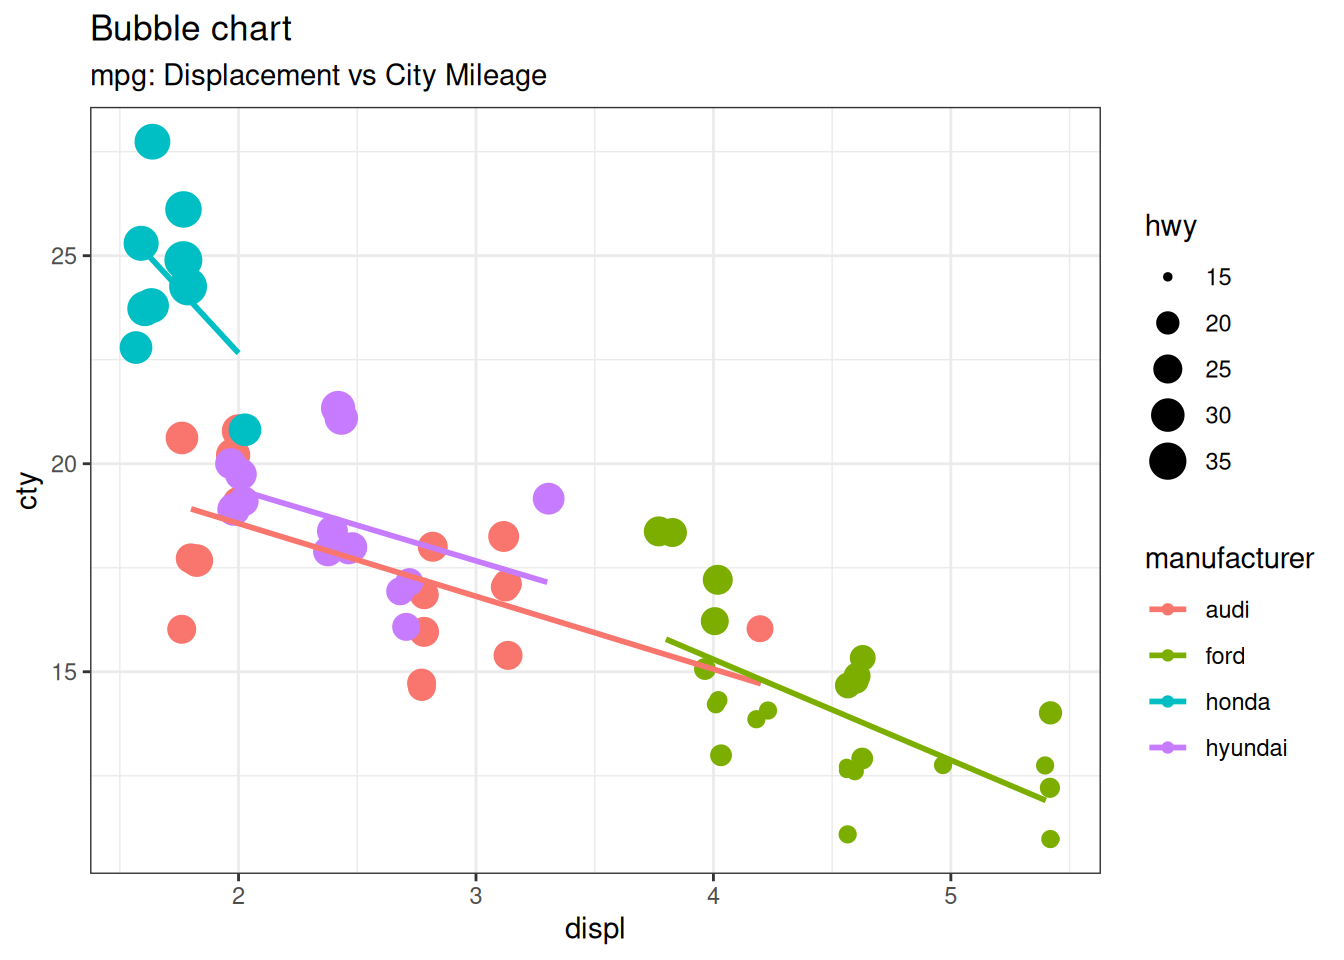 Bubble chart
mpg: Displacement vs City Mileage
cty
25
20
15
2
3
4
5
displ
hwy
15
20
25
30
35
manufacturer
audi
ford
honda
hyundai